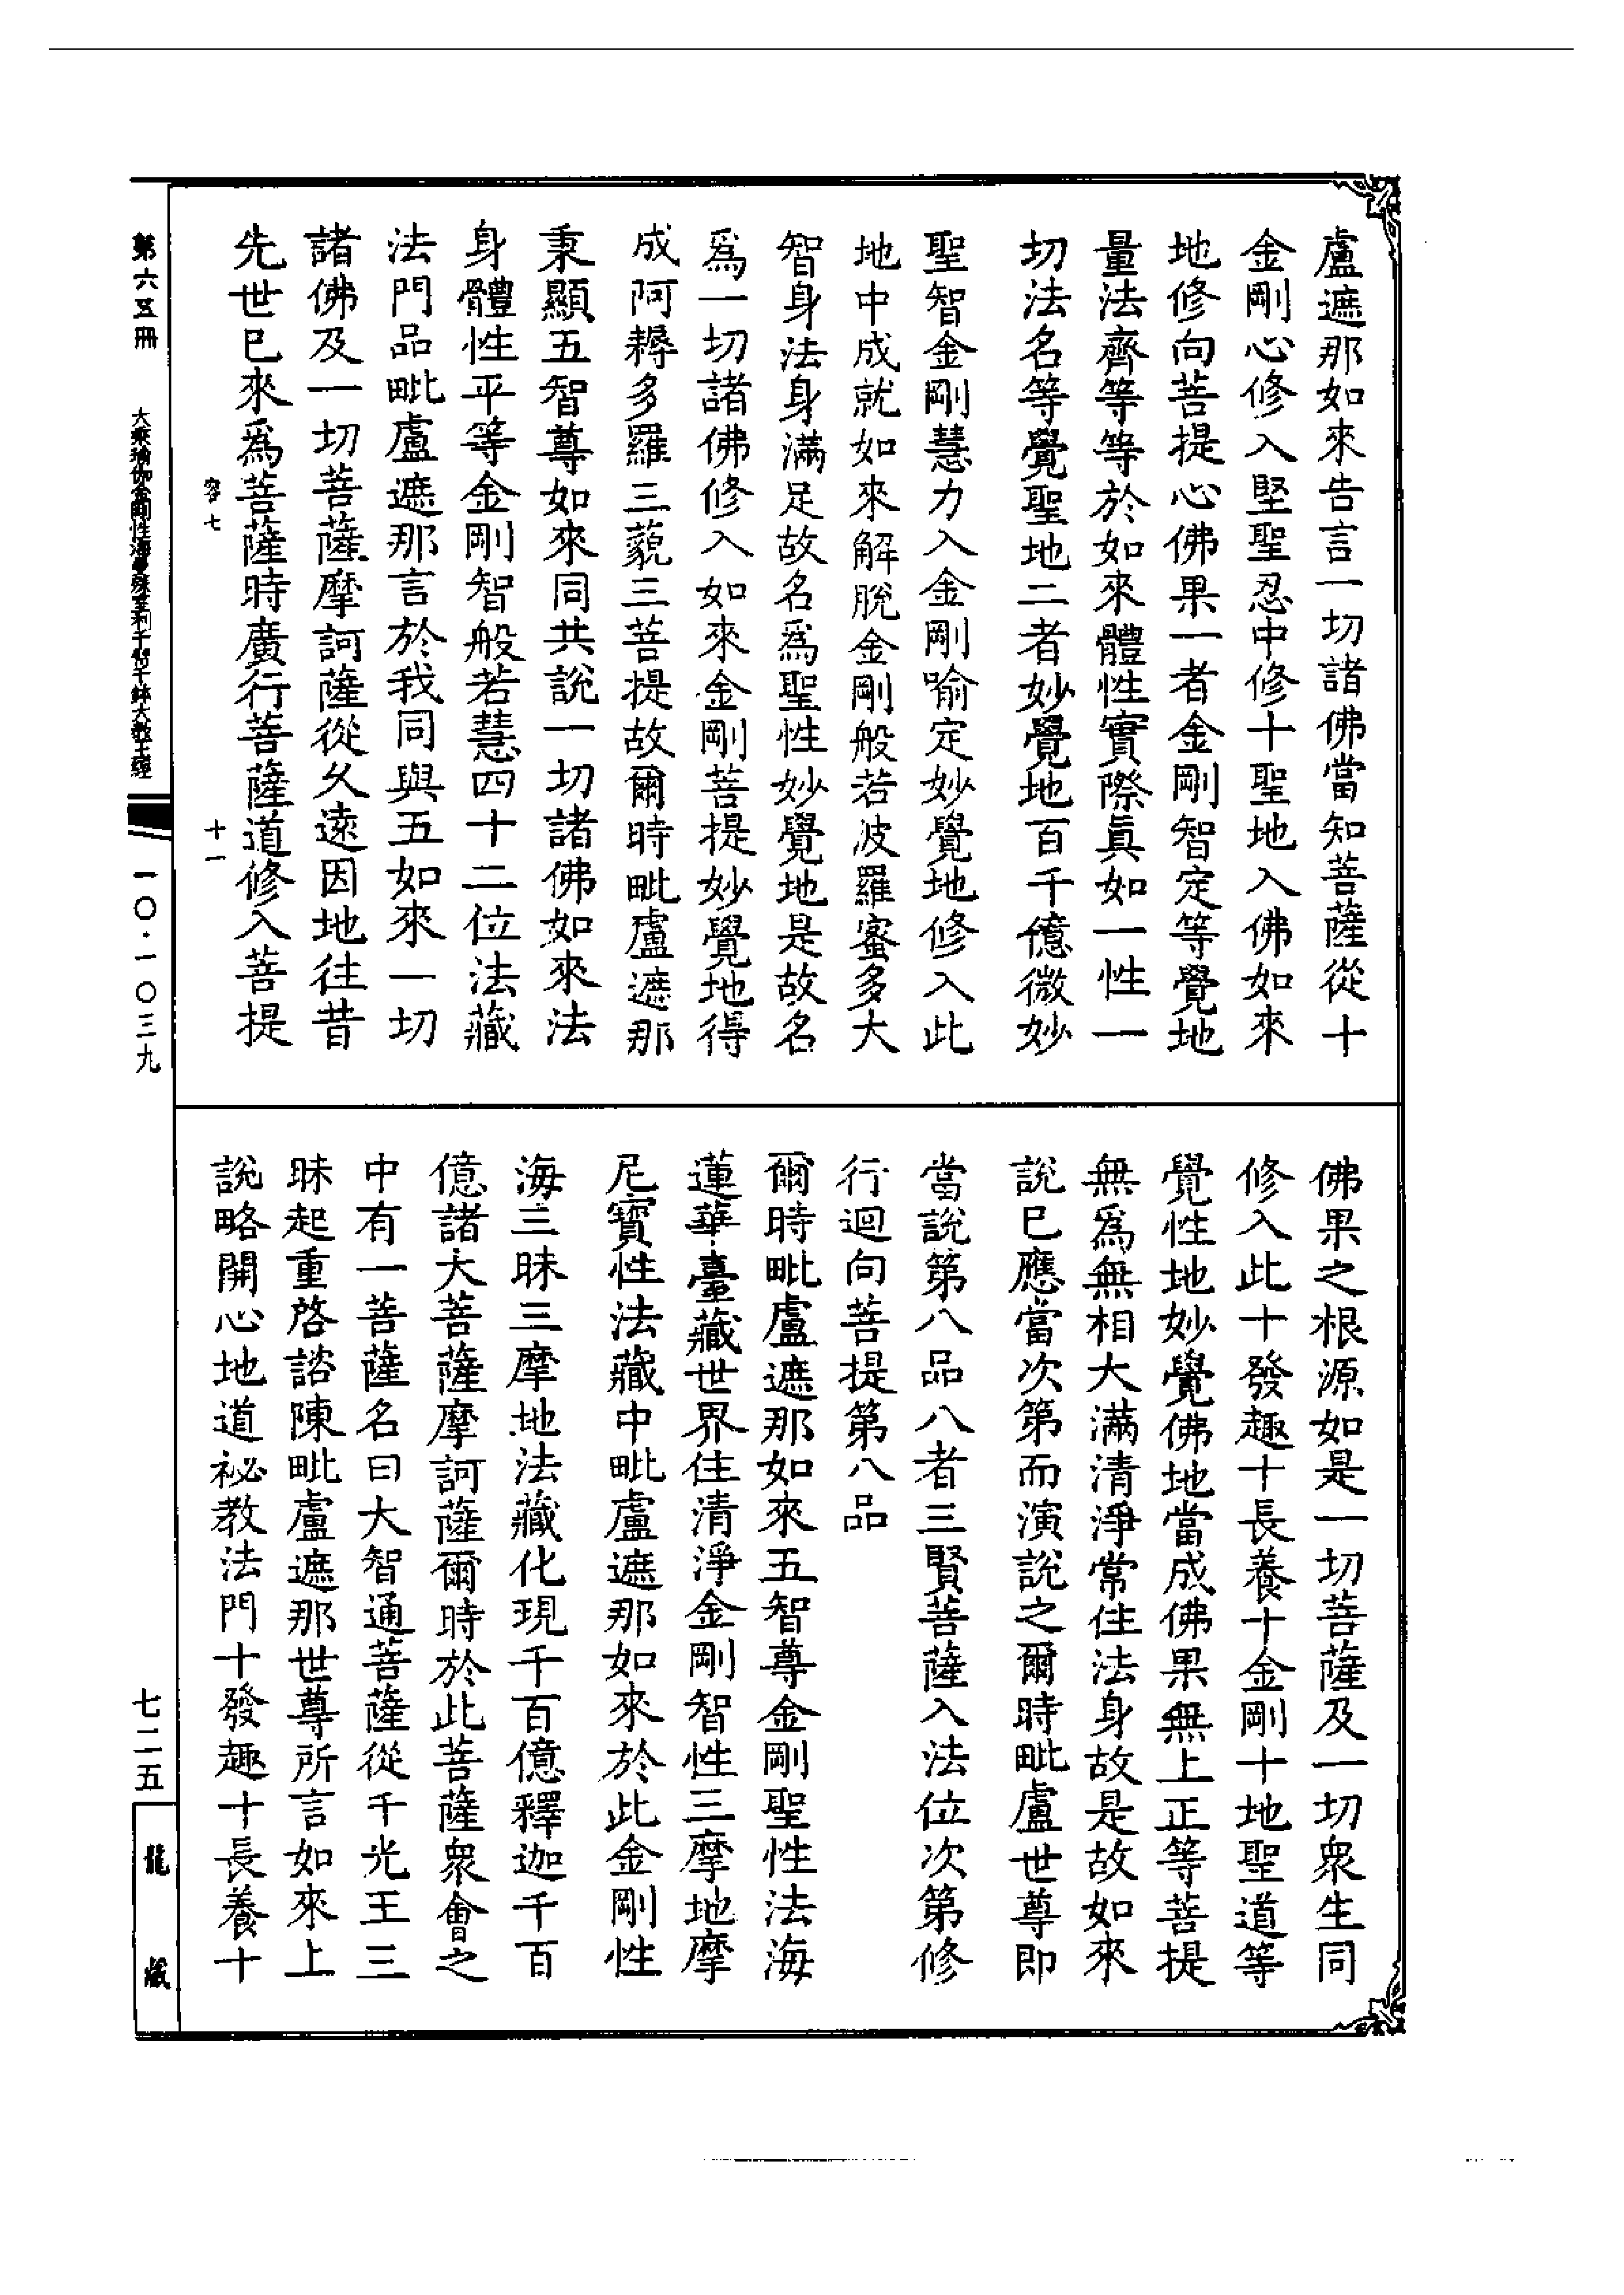 盧遮那如來告言一切諸佛當知菩薩從十
金剛心修入堅聖忍中修十聖地入佛如來
地修向菩提心佛果一者金剛智定等覺地
量法齊等等於如來體性實際眞如一性一
切法名等覺聖地二者妙覺地百千億微妙
聖智金剛慧力入金剛喻定妙覺地修入此
地中成就如來解脫金剛般若波羅蜜多大
智身法身滿足故名爲聖性妙覺地是故名
爲一切諸佛修入如來金剛菩提妙覺地得
成阿耨多羅三藐三菩提故爾時毗盧遮那
秉顯五智尊如來同共說一切諸佛如來法
身體性平等金剛智般若慧四十二位法藏
法門品毗盧遮那言於我同與五如來一切
諸佛及一切菩薩摩訶薩從久遠因地往昔
先世已來爲菩薩時廣行菩薩道修入菩提
佛果之根源如是一切菩薩及一切衆生同
修入此十發趣十長養十金剛十地聖道等
覺性地妙覺佛地當成佛果無上正等菩提
無爲無相大滿清淨常住法身故是故如來
說已應當次第而演說之爾時毗盧世尊即
當說第八品八者三賢菩薩入法位次第修
行迴向菩提第八品
爾時毗盧遮那如來五智尊金剛聖性法海
蓮華臺藏世界住清淨金剛智性三摩地摩
尼寶性法藏中毗盧遮那如來於此金剛性
海三昧三摩地法藏化現千百億釋迦千百
億諸大菩薩摩訶薩爾時於此菩薩衆會之
中有一菩薩名曰大智通菩薩從千光王三
昧起重啓諮陳毗盧遮那世尊所言如來上
說略開心地道祕教法門十發趣十長養十
容七
十一
第六五冊
大乘瑜伽金剛性海曼殊室利千臂千鉢大教王經
一〇·一〇三九
七二五
龍藏